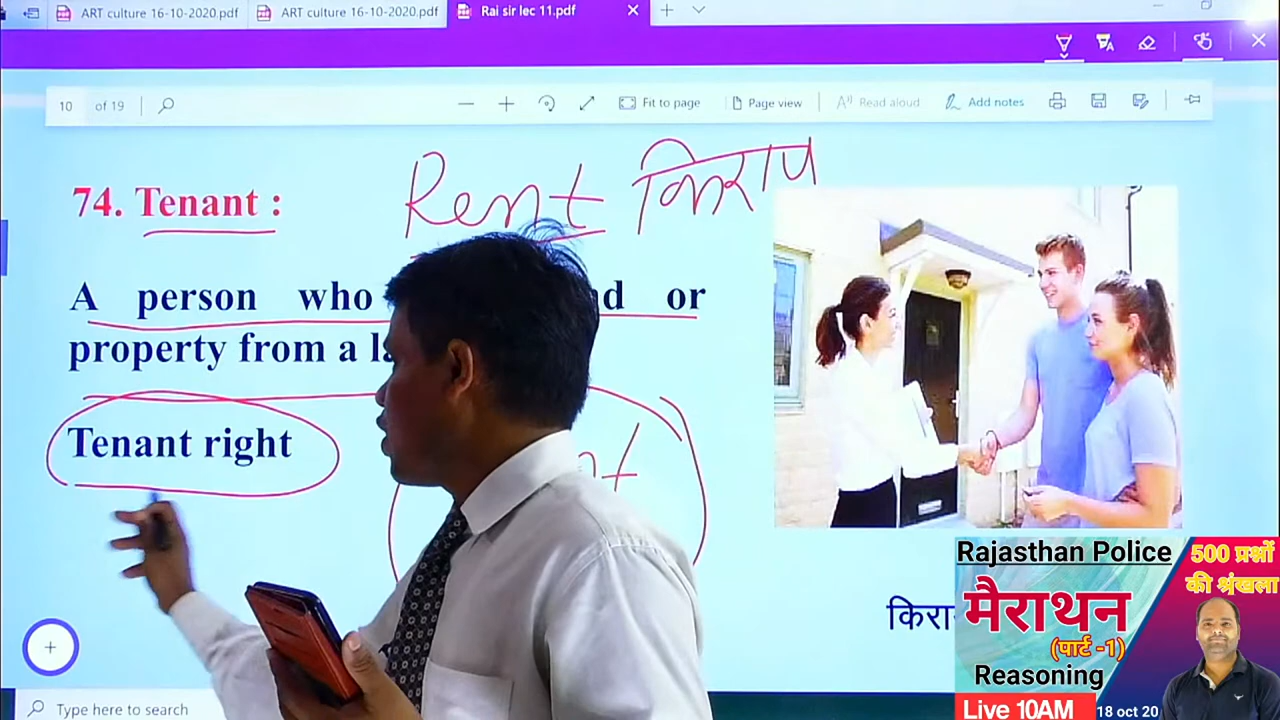 ART culture 16-10-2020.pdf
ART culture 16-10-2020.pdf
Rai sir lec 11.pdf
10 of 19
Fit to page
Page view
Read aloud
Add notes
Rent किराया
74. Tenant :
A person who or
property from a
Tenant right
Rajasthan Police
500 प्रश्नों
की श्रृंखला
मैराथन
(पार्ट -1)
Reasoning
Live 10AM
18 oct 20
Type here to search